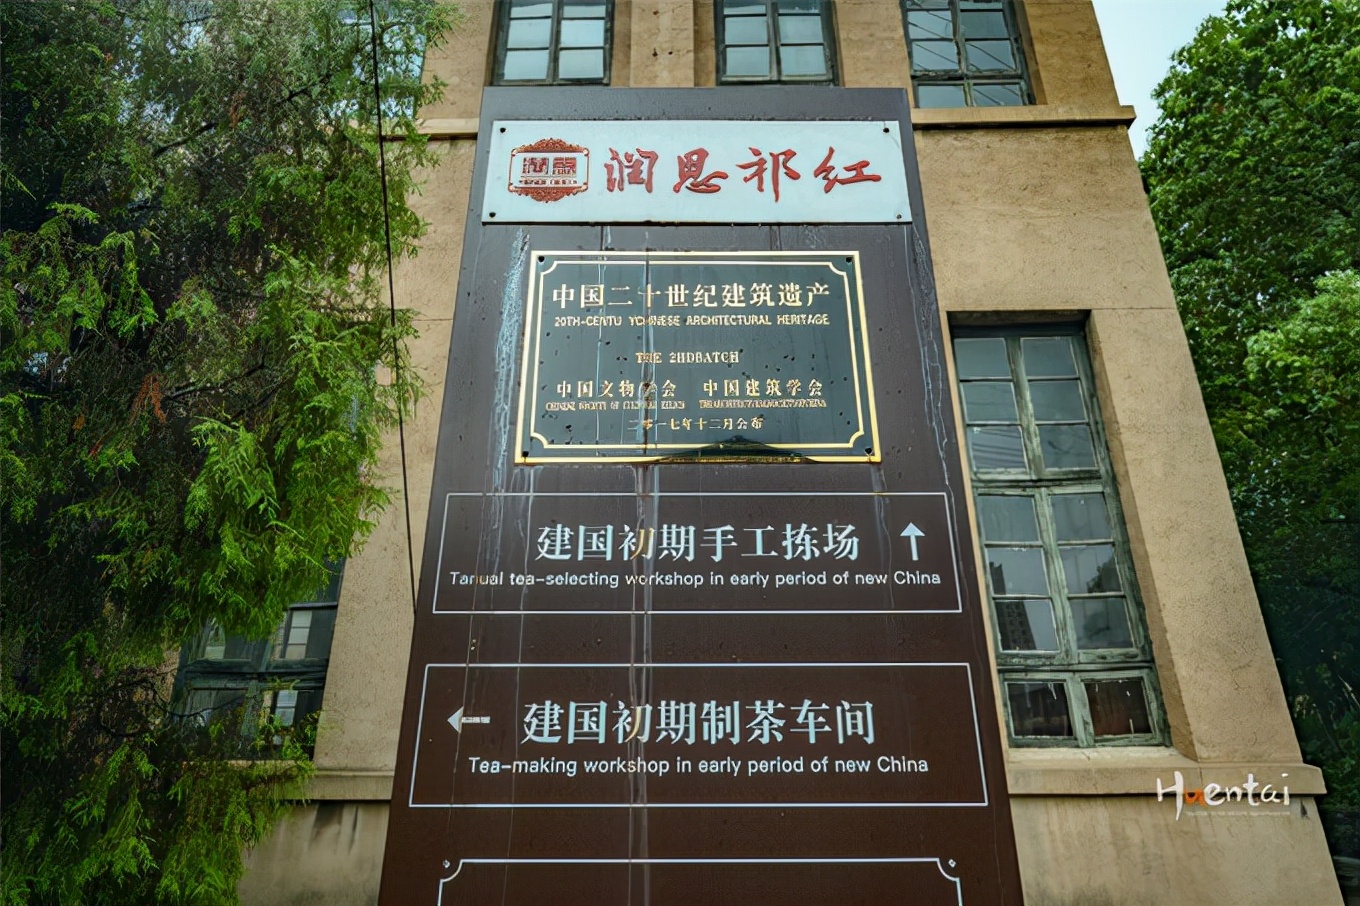 润思祁红
中国二十世纪建筑遗产
20TH-CENTU YCHINESE ARCHITECTURAL HERITAGE
THE 2HDBATCH
中国文物学会 中国建筑学会
二零一七年十二月公布
建国初期手工拣场
Tanual tea-selecting workshop in early period of new China
建国初期制茶车间
Tea-making workshop in early period of new China
Huentai